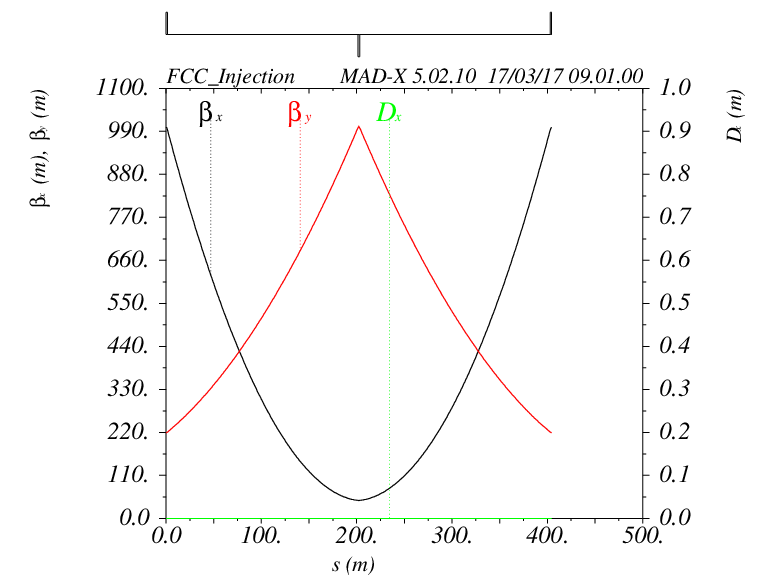 FCC_Injection MAD-X 5.02.10 17/03/17 09.01.00
βx (m), βy (m)
Dx (m)
βx βy Dx
1100. 1.0
990. 0.9
880. 0.8
770. 0.7
660. 0.6
550. 0.5
440. 0.4
330. 0.3
220. 0.2
110. 0.1
0.0 0.0
0.0 100. 200. 300. 400. 500.
s (m)